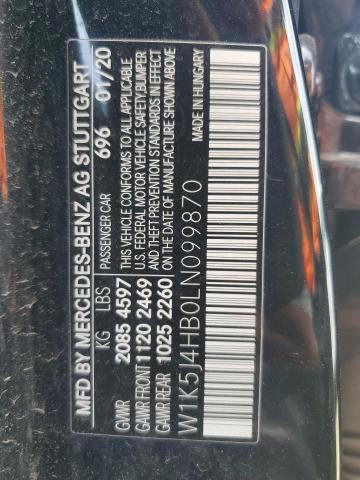 MFD BY MERCEDES-BENZ AG STUTTGART
KG LBS PASSENGER CAR 696 01/20
GVWR 2085 4597 THIS VEHICLE CONFORMS TO ALL APPLICABLE
GAWR FRONT 1120 2469 U.S. FEDERAL MOTOR VEHICLE SAFETY,BUMPER
AND THEFT PREVENTION STANDARDS IN EFFECT
GAWR REAR 1025 2260 ON THE DATE OF MANUFACTURE SHOWN ABOVE
MADE IN HUNGARY
W1K5J4HB0LN099870